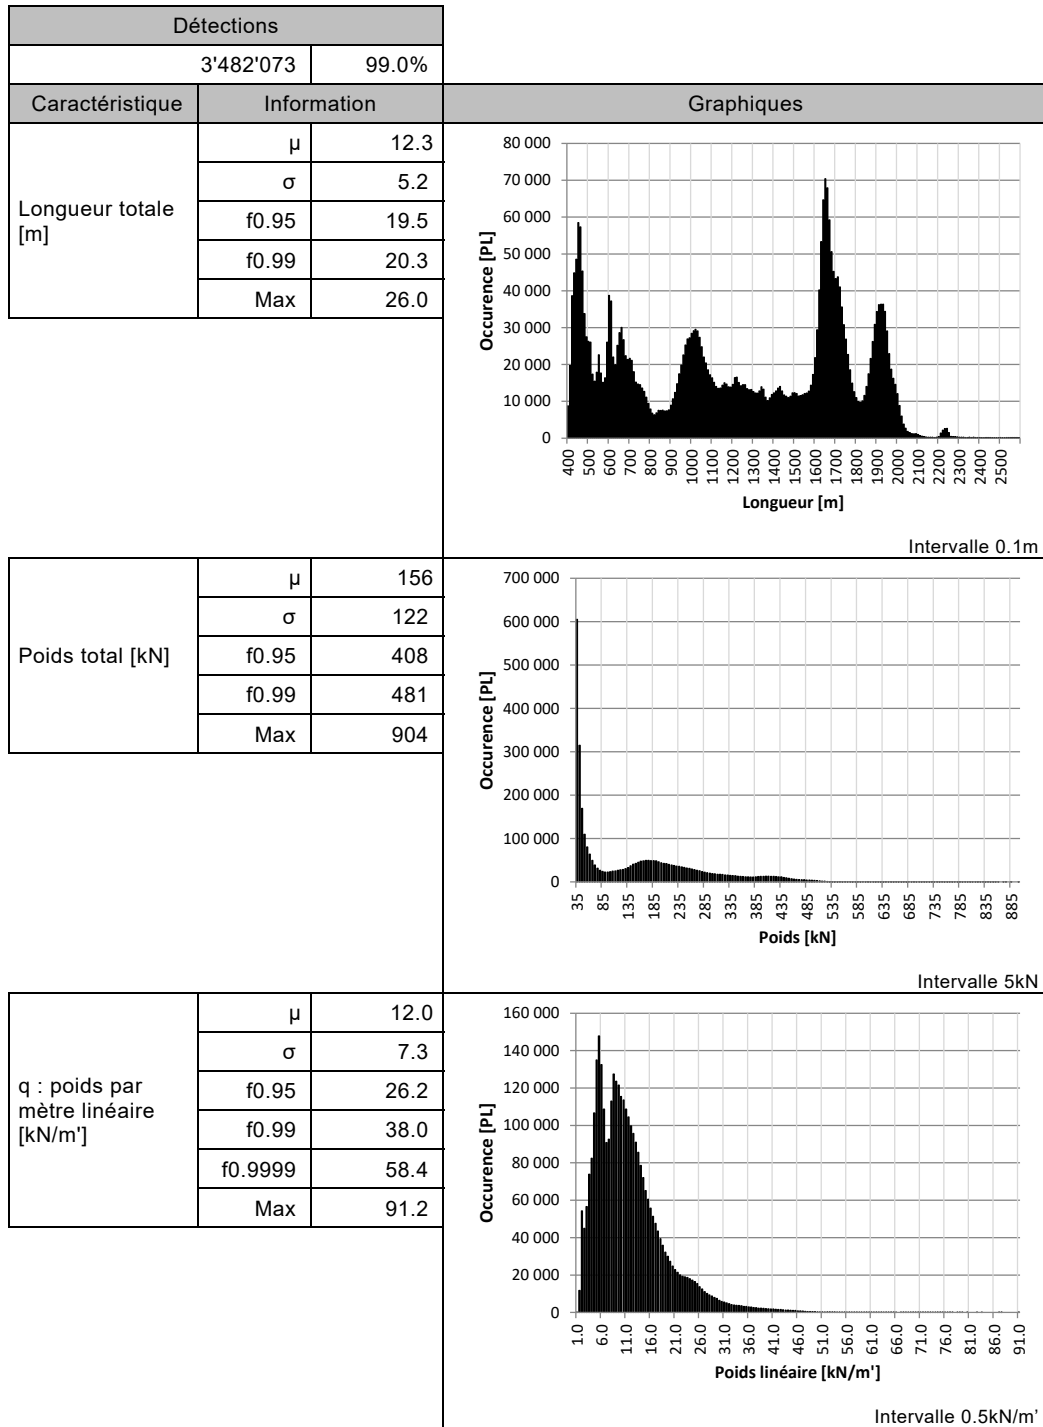 Détections
3'482'073 99.0%
Caractéristique Information Graphiques
Longueur totale
[m]
µ 12.3
σ 5.2
f0.95 19.5
f0.99 20.3
Max 26.0
80 000
70 000
60 000
50 000
40 000
30 000
20 000
10 000
0
Occurence [PL]
400 500 600 700 800 900 1000 1100 1200 1300 1400 1500 1600 1700 1800 1900 2000 2100 2200 2300 2400 2500
Longueur [m]
Intervalle 0.1m
Poids total [kN]
µ 156
σ 122
f0.95 408
f0.99 481
Max 904
700 000
600 000
500 000
400 000
300 000
200 000
100 000
0
Occurence [PL]
35 85 135 185 235 285 335 385 435 485 535 585 635 685 735 785 835 885
Poids [kN]
Intervalle 5kN
q : poids par
mètre linéaire
[kN/m']
µ 12.0
σ 7.3
f0.95 26.2
f0.99 38.0
f0.9999 58.4
Max 91.2
160 000
140 000
120 000
100 000
80 000
60 000
40 000
20 000
0
Occurence [PL]
1.0 6.0 11.0 16.0 21.0 26.0 31.0 36.0 41.0 46.0 51.0 56.0 61.0 66.0 71.0 76.0 81.0 86.0 91.0
Poids linéaire [kN/m']
Intervalle 0.5kN/m’